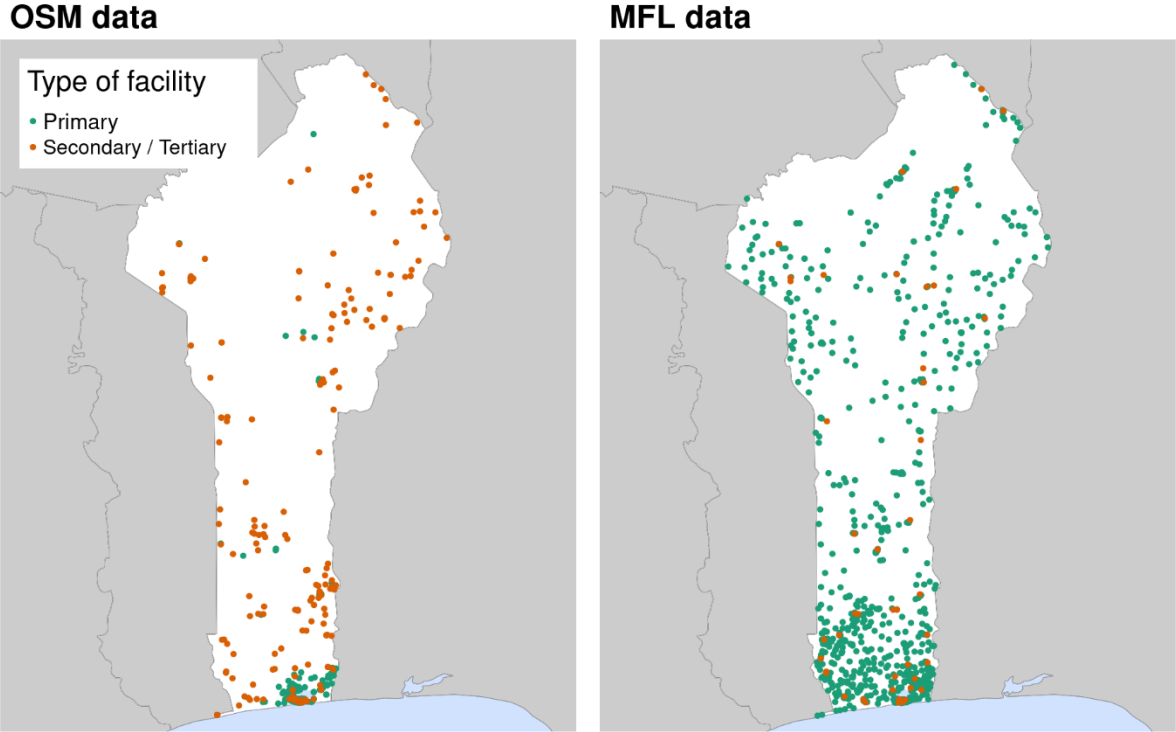 OSM data
MFL data
Type of facility
Primary
Secondary / Tertiary